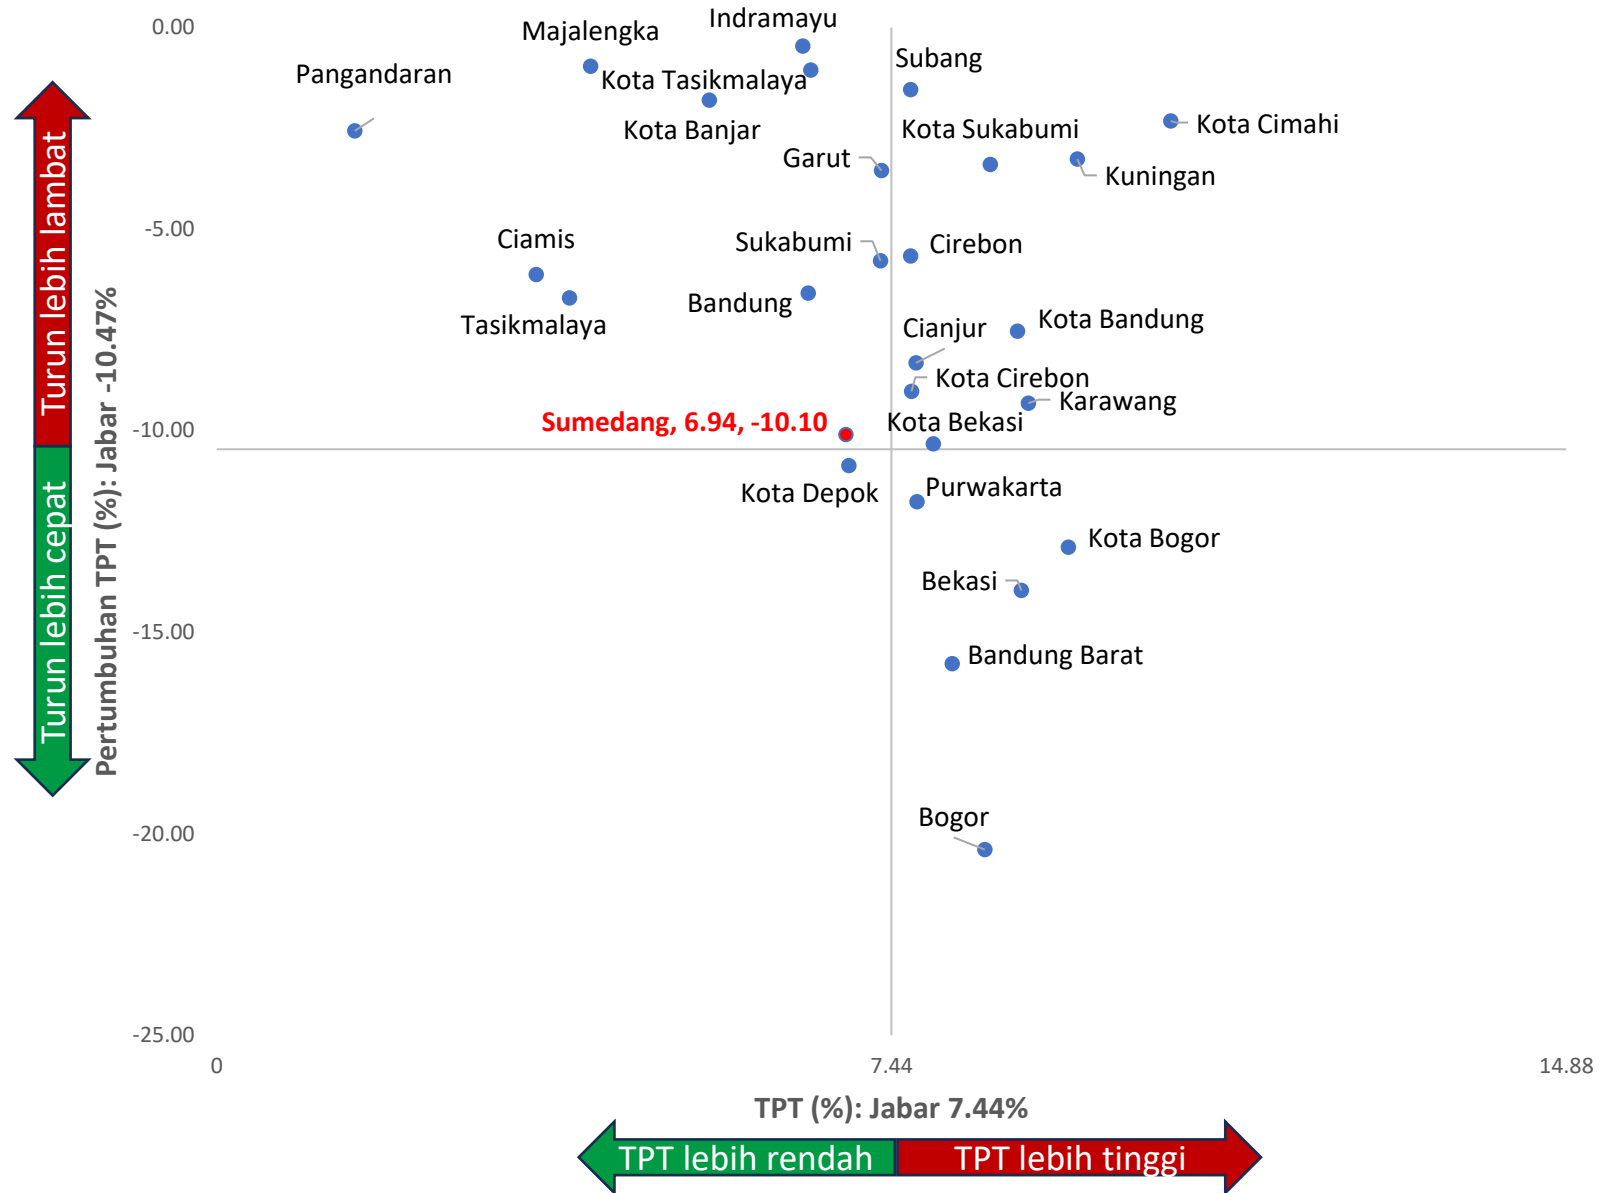 0.00
Indramayu
Majalengka
Subang
Pangandaran
Kota Tasikmalaya
Kota Cimahi
Kota Banjar
Kota Sukabumi
Garut
Kuningan
-5.00
Ciamis
Sukabumi
Cirebon
Bandung
Tasikmalaya
Cianjur
Kota Bandung
Kota Cirebon
Karawang
-10.00
Sumedang, 6.94, -10.10
Kota Bekasi
Kota Depok
Purwakarta
Kota Bogor
Bekasi
-15.00
Bandung Barat
Bogor
-20.00
-25.00
Turun lebih lambat
Turun lebih cepat
Pertumbuhan TPT (%): Jabar -10.47%
0
7.44
14.88
TPT (%): Jabar 7.44%
TPT lebih rendah
TPT lebih tinggi